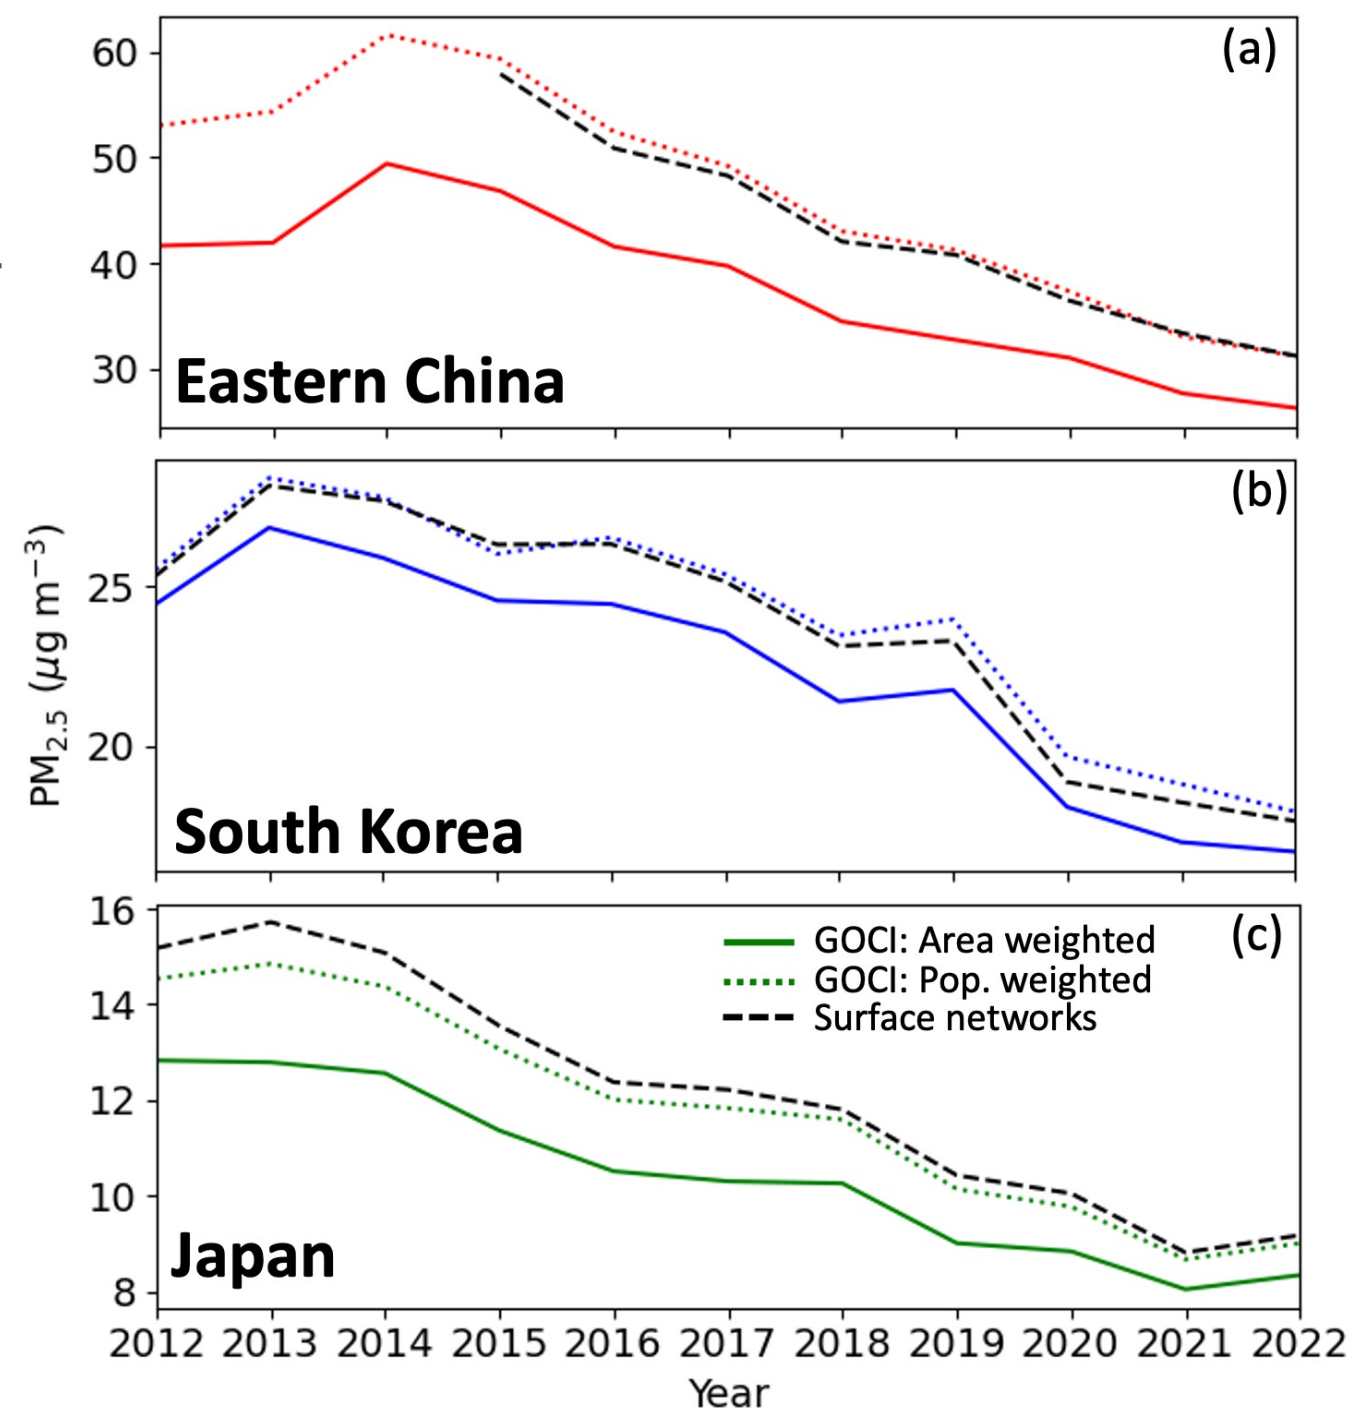 (a)
60
50
40
30
Eastern China
(b)
25
20
PM2.5 (μg m−3)
South Korea
(c)
16
14
12
10
8
GOCI: Area weighted
GOCI: Pop. weighted
Surface networks
Japan
2012 2013 2014 2015 2016 2017 2018 2019 2020 2021 2022
Year